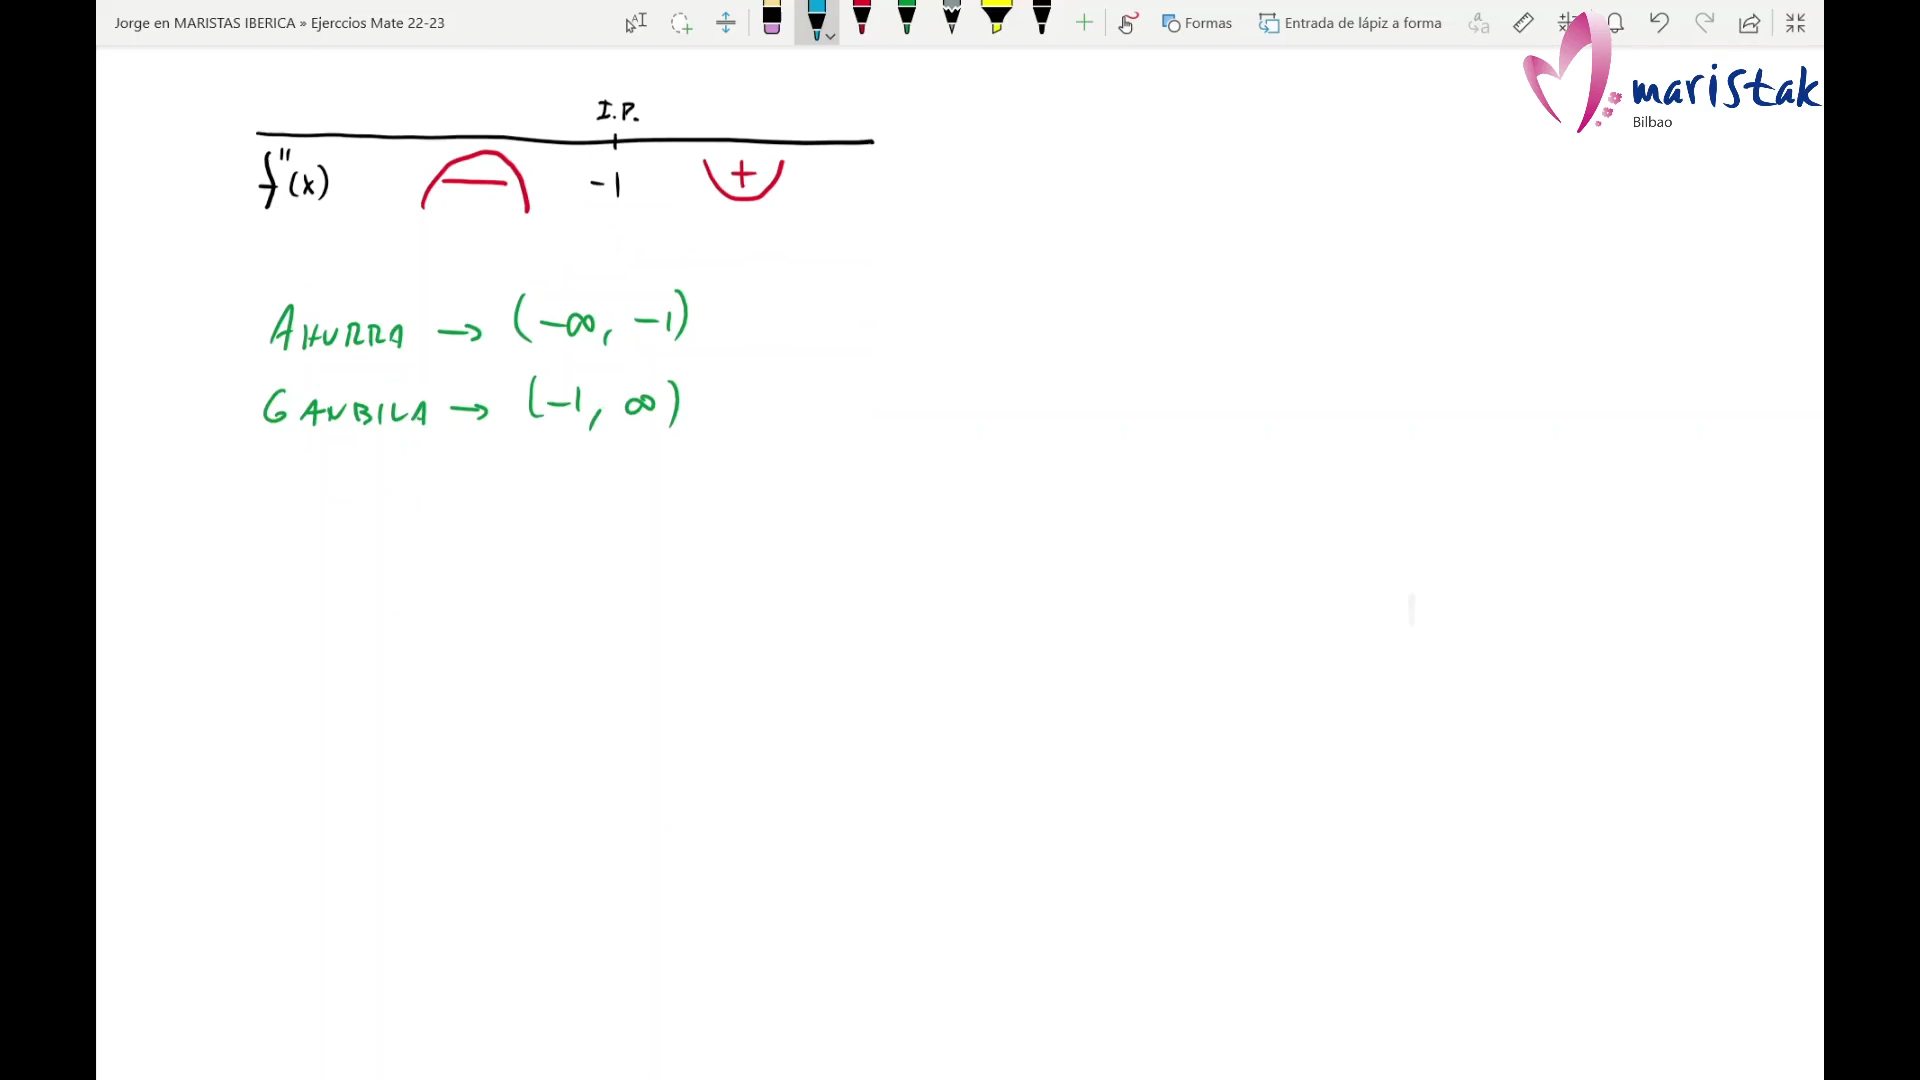 Jorge en MARISTAS IBERICA » Ejerccios Mate 22-23
Formas
Entrada de lápiz a forma
maristak
Bilbao
I.P.
f''(x) − -1 +
AHURRA → (-∞, -1)
GANBILA → (-1, ∞)